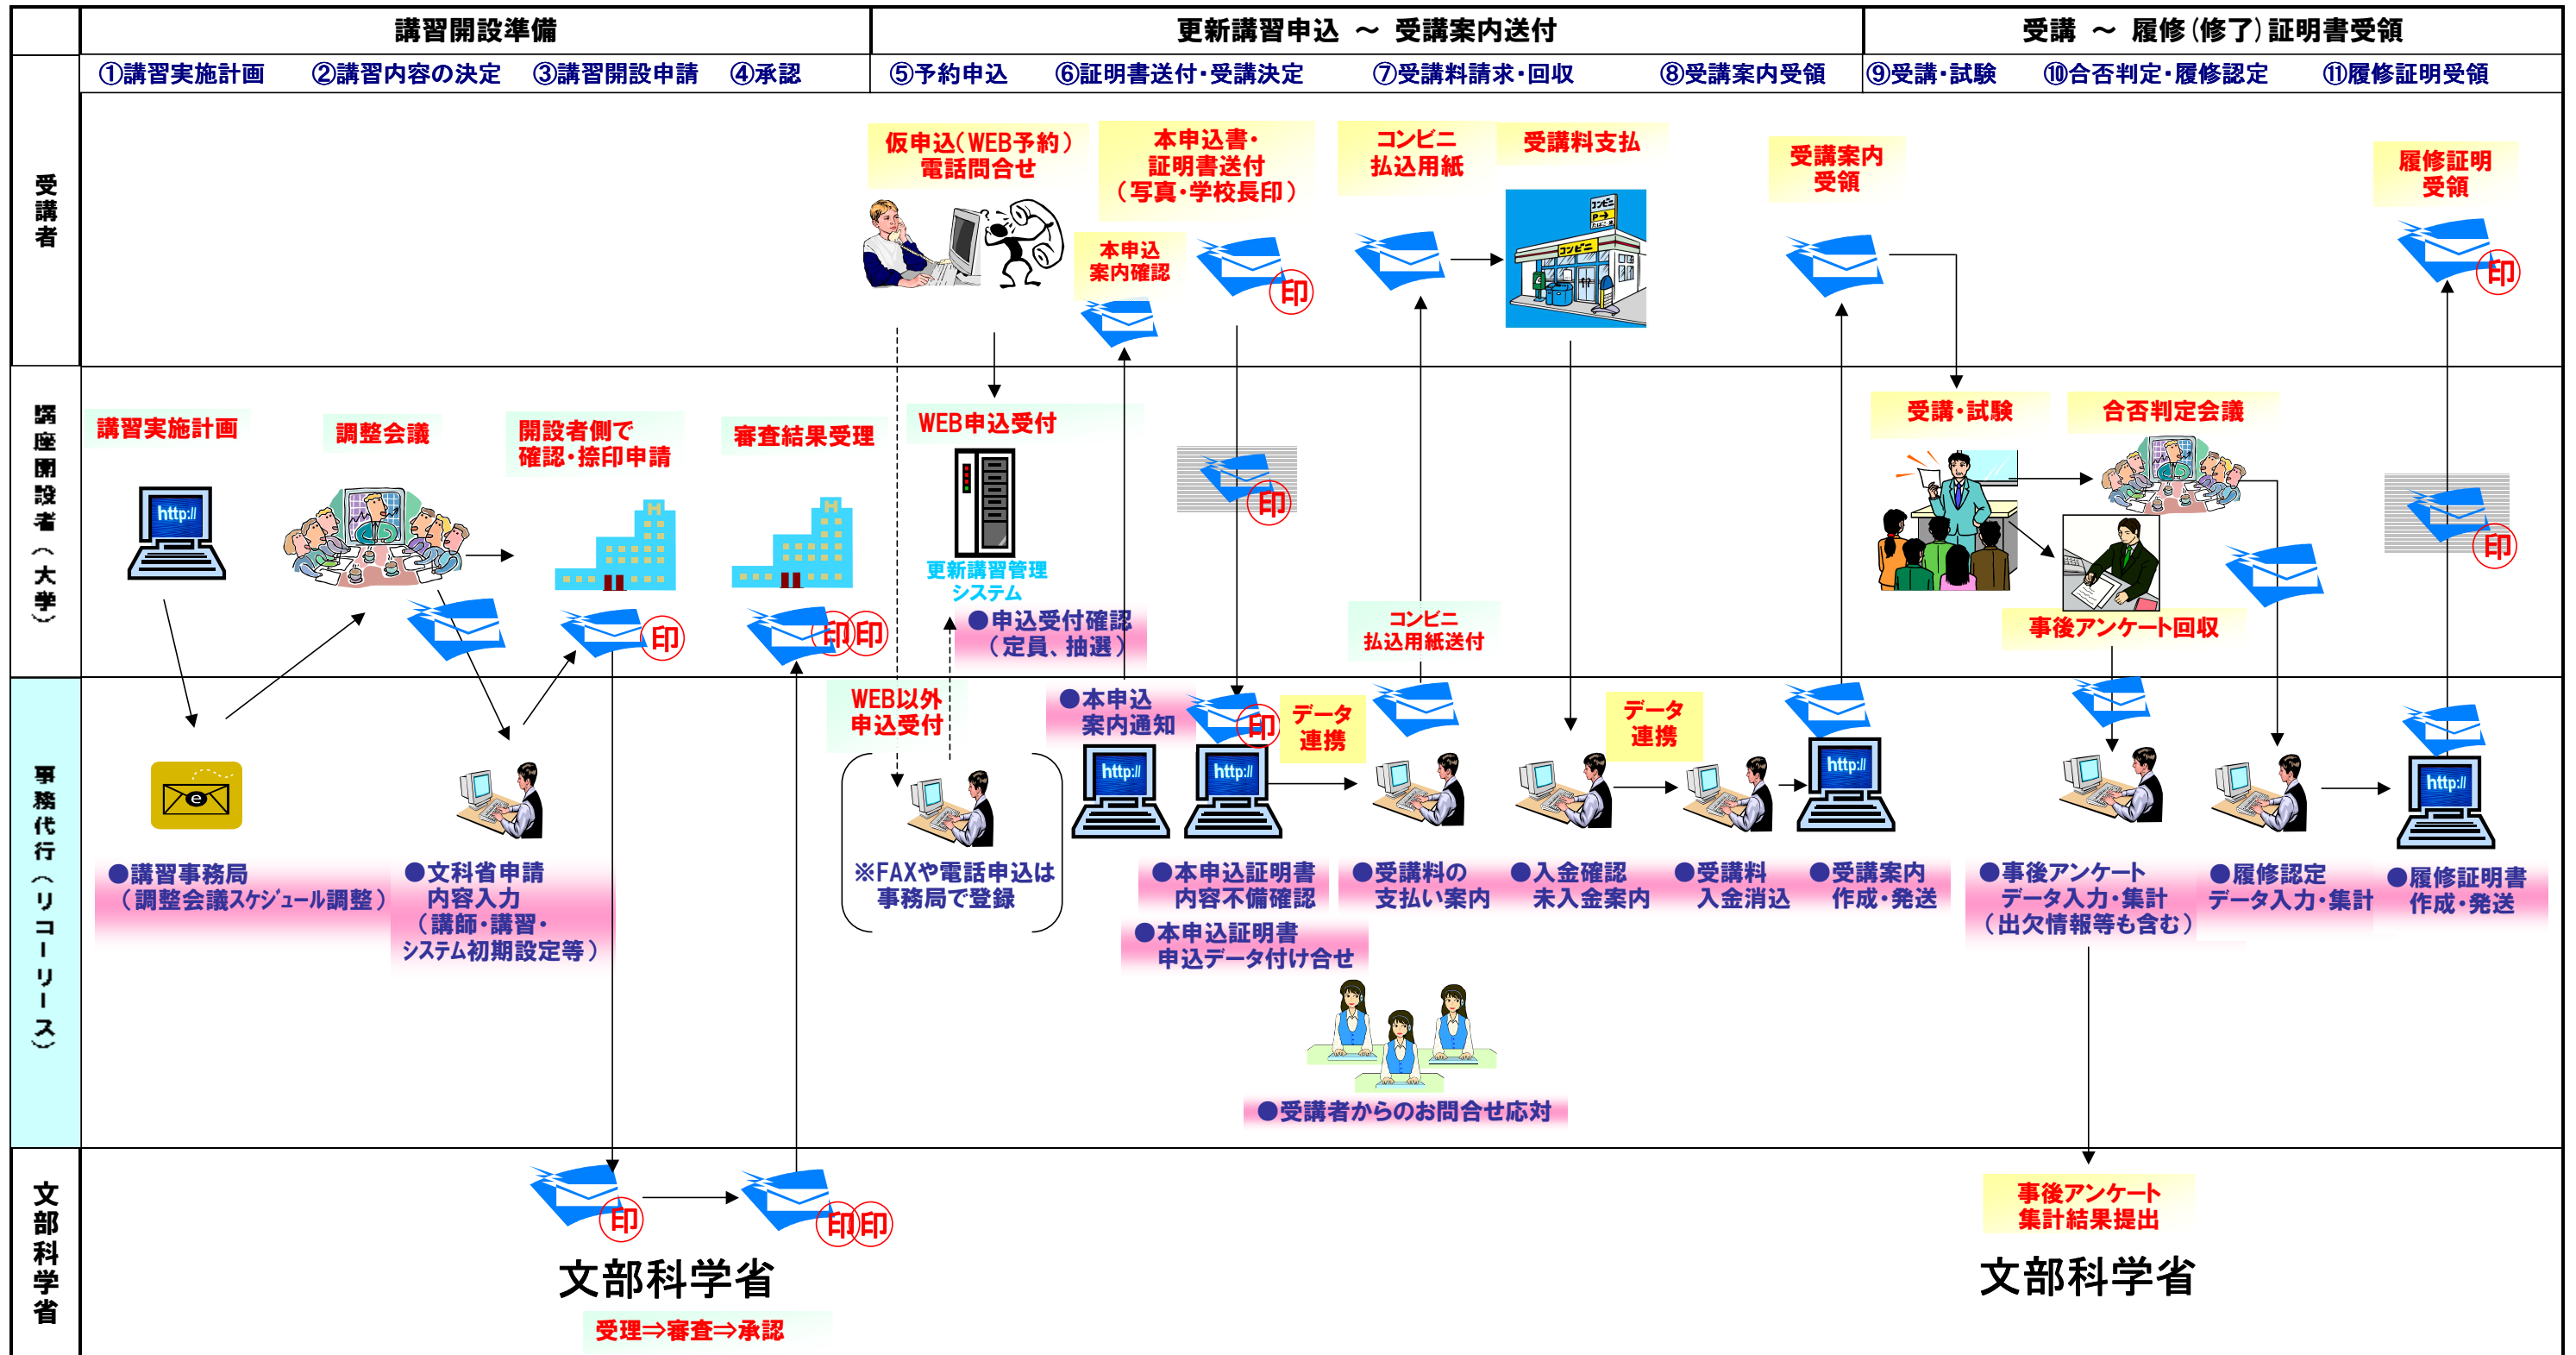 講習開設準備
更新講習申込 ～ 受講案内送付
受講 ～ 履修(修了)証明書受領
①講習実施計画
②講習内容の決定
③講習開設申請
④承認
⑤予約申込
⑥証明書送付・受講決定
⑦受講料請求・回収
⑧受講案内受領
⑨受講・試験
⑩合否判定・履修認定
⑪履修証明受領
受講者
仮申込(WEB予約)
電話問合せ
本申込書・
証明書送付
(写真・学校長印)
本申込
案内確認
印
コンビニ
払込用紙
受講料支払
コンビニ
P→
コンビニ
受講案内
受領
履修証明
受領
印
講座開設者(大学)
講習実施計画
http://
調整会議
開設者側で
確認・捺印申請
H
印
審査結果受理
H
印印
WEB申込受付
更新講習管理
システム
●申込受付確認
(定員、抽選)
印
コンビニ
払込用紙送付
受講・試験
合否判定会議
事後アンケート回収
印
事務代行(リコーリース)
e
●講習事務局
(調整会議スケジュール調整)
●文科省申請
内容入力
(講師・講習・
システム初期設定等)
WEB以外
申込受付
※FAXや電話申込は
事務局で登録
●本申込
案内通知
http://
印
http://
データ
連携
●本申込証明書
内容不備確認
●本申込証明書
申込データ付け合せ
●受講料の
支払い案内
●入金確認
未入金案内
データ
連携
●受講料
入金消込
http://
●受講案内
作成・発送
●受講者からのお問合せ応対
●事後アンケート
データ入力・集計
(出欠情報等も含む)
●履修認定
データ入力・集計
http://
●履修証明書
作成・発送
文部科学省
印
印印
文部科学省
受理⇒審査⇒承認
事後アンケート
集計結果提出
文部科学省